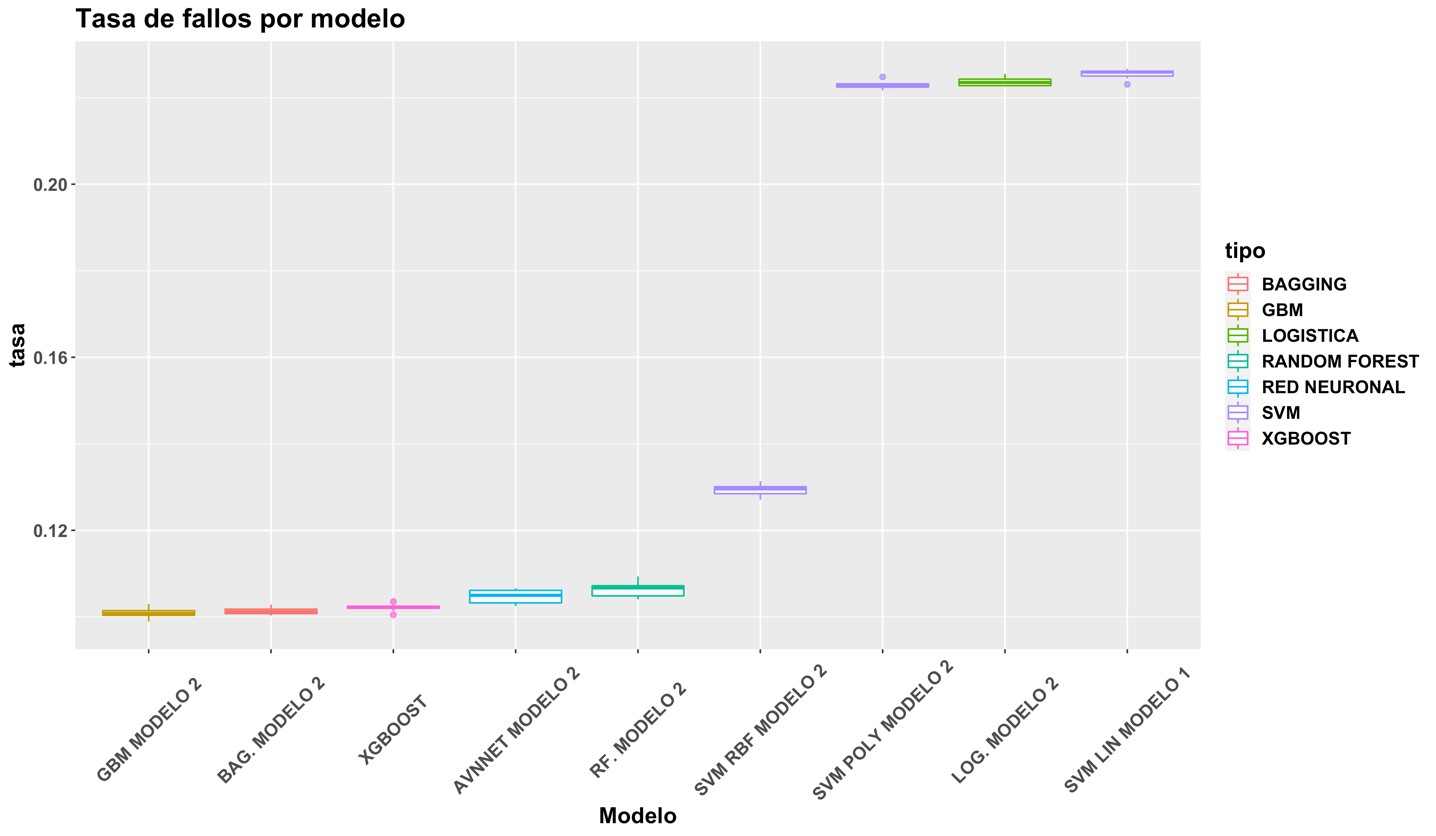 Tasa de fallos por modelo
tasa
0.20
0.16
0.12
GBM MODELO 2
BAG. MODELO 2
XGBOOST
AVNNET MODELO 2
RF. MODELO 2
SVM RBF MODELO 2
SVM POLY MODELO 2
LOG. MODELO 2
SVM LIN MODELO 1
Modelo
tipo
BAGGING
GBM
LOGISTICA
RANDOM FOREST
RED NEURONAL
SVM
XGBOOST